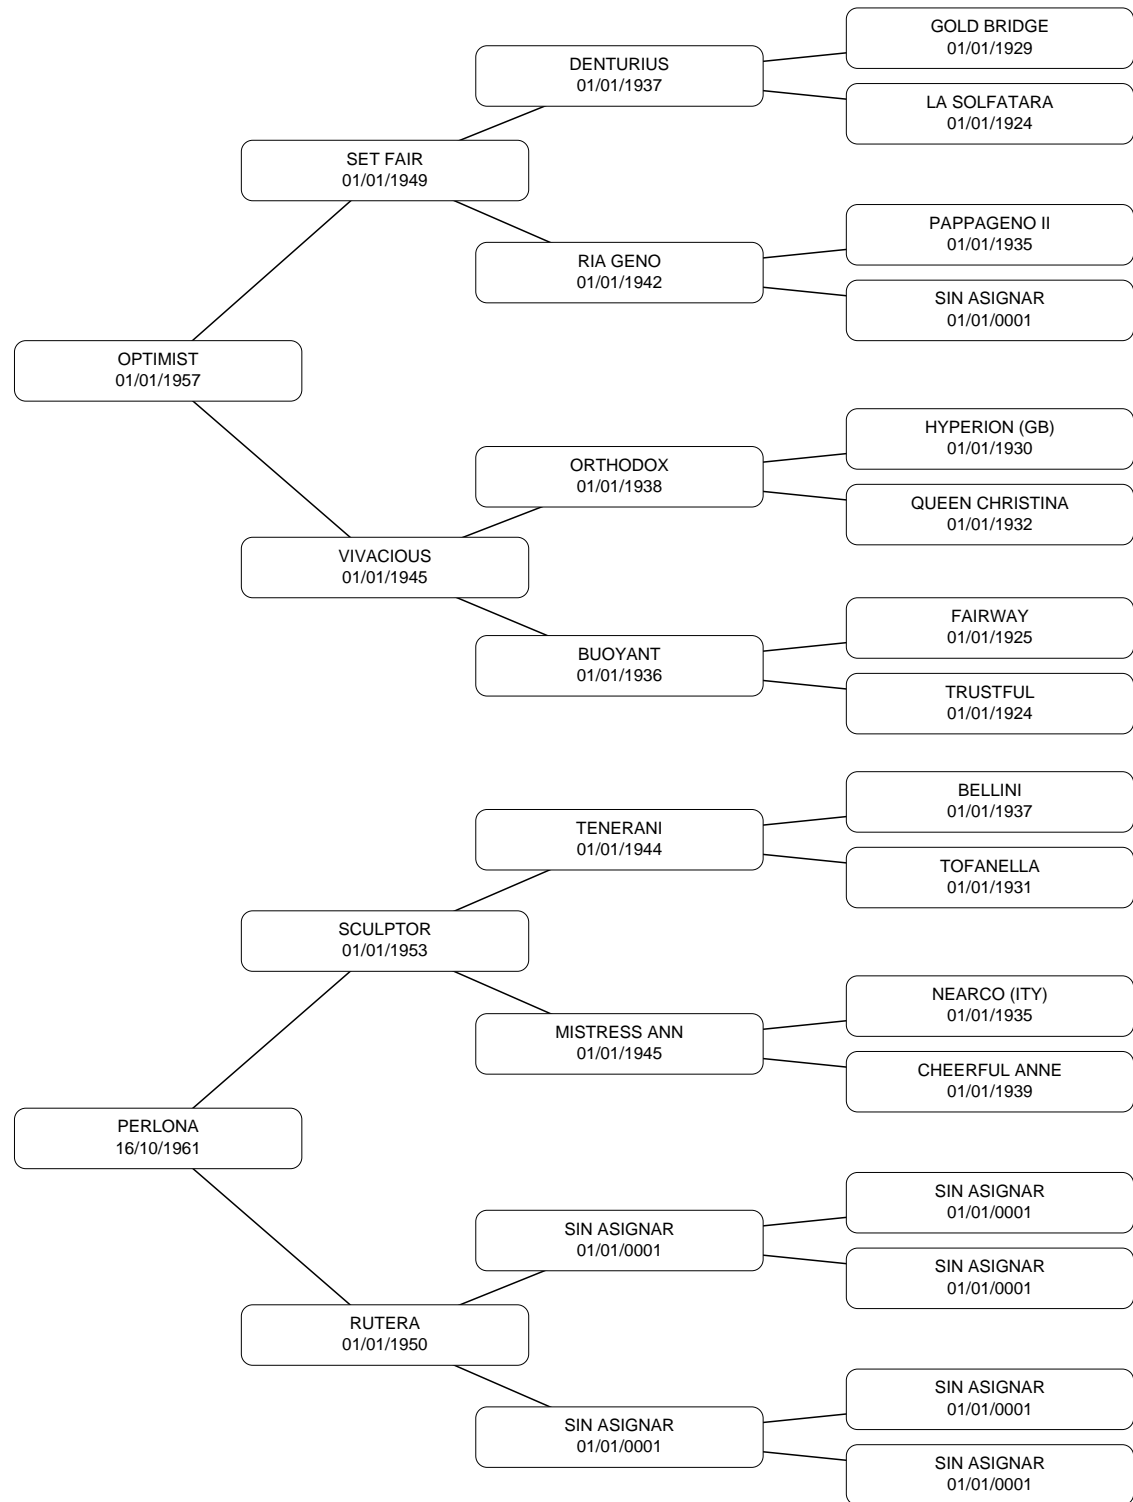 GOLD BRIDGE
01/01/1929
DENTURIUS
01/01/1937
LA SOLFATARA
01/01/1924
SET FAIR
01/01/1949
PAPPAGENO II
01/01/1935
RIA GENO
01/01/1942
SIN ASIGNAR
01/01/0001
OPTIMIST
01/01/1957
HYPERION (GB)
01/01/1930
ORTHODOX
01/01/1938
QUEEN CHRISTINA
01/01/1932
VIVACIOUS
01/01/1945
FAIRWAY
01/01/1925
BUOYANT
01/01/1936
TRUSTFUL
01/01/1924
BELLINI
01/01/1937
TENERANI
01/01/1944
TOFANELLA
01/01/1931
SCULPTOR
01/01/1953
NEARCO (ITY)
01/01/1935
MISTRESS ANN
01/01/1945
CHEERFUL ANNE
01/01/1939
PERLONA
16/10/1961
SIN ASIGNAR
01/01/0001
SIN ASIGNAR
01/01/0001
SIN ASIGNAR
01/01/0001
RUTERA
01/01/1950
SIN ASIGNAR
01/01/0001
SIN ASIGNAR
01/01/0001
SIN ASIGNAR
01/01/0001